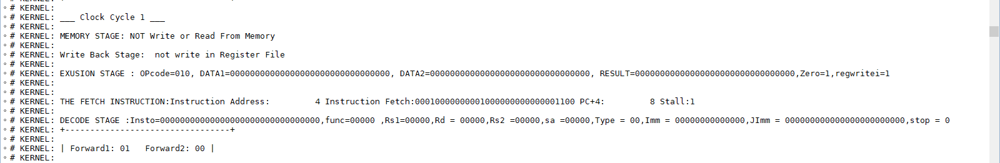 # KERNEL:
# KERNEL: ___ Clock Cycle 1 ___
# KERNEL:
# KERNEL: MEMORY STAGE: NOT Write or Read From Memory
# KERNEL:
# KERNEL: Write Back Stage:  not write in Register File
# KERNEL:
# KERNEL: EXUSION STAGE : OPcode=010, DATA1=00000000000000000000000000000000, DATA2=00000000000000000000000000000000, RESULT=00000000000000000000000000000000,Zero=1,regwritei=1
# KERNEL:
# KERNEL:
# KERNEL: THE FETCH INSTRUCTION:Instruction Address:         4 Instruction Fetch:00010000000001000000000000001100 PC+4:         8 Stall:1
# KERNEL:
# KERNEL: DECODE STAGE :Insto=00000000000000000000000000000000,func=00000 ,Rs1=00000,Rd = 00000,Rs2 =00000,sa =00000,Type = 00,Imm = 00000000000000,JImm = 000000000000000000000000,stop = 0
# KERNEL: +---------------------------------+
# KERNEL:
# KERNEL: | Forward1: 01   Forward2: 00 |
# KERNEL: